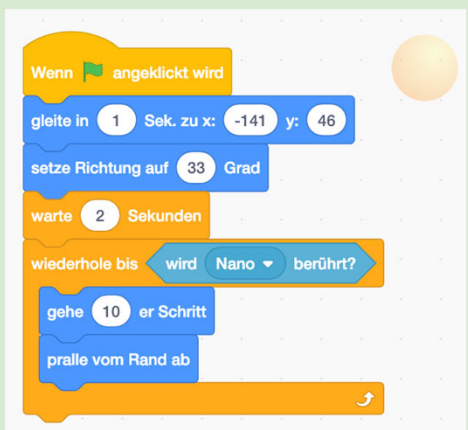 Wenn angeklickt wird
gleite in 1 Sek. zu x: -141 y: 46
setze Richtung auf 33 Grad
warte 2 Sekunden
wiederhole bis wird Nano berührt?
gehe 10 er Schritt
pralle vom Rand ab